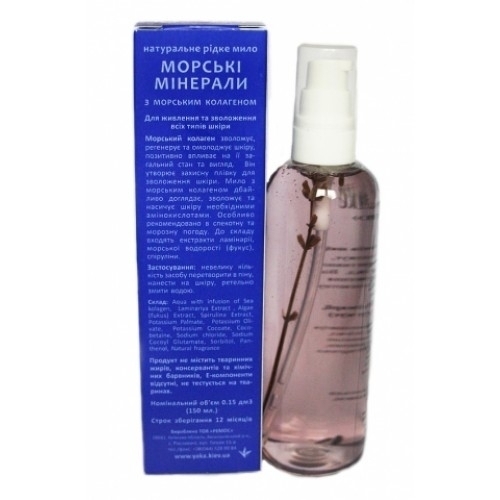 натуральне рідке мило
МОРСЬКІ
МІНЕРАЛИ
З МОРСЬКИМ КОЛАГЕНОМ
Для живлення та зволоження
всіх типів шкіри
Морський колаген зволожує,
регенерує та омолоджує шкіру,
позитивно впливає на її за-
гальний стан та вигляд. Він
утворює захисну плівку для
зволоження шкіри. Мило з
морським колагеном дбай-
ливо доглядає, зволожує та
насичує шкіру необхідними
амінокислотами. Особливо
рекомендовано в спекотну та
морозну погоду. До складу
входять екстракти ламінарії,
морської водорості (фукус),
спіруліни.
Застосування: невелику кіль-
кість засобу перетворити в піну,
нанести на шкіру, ретельно
змити водою.
Склад: Aqua with infusion of Sea
kolagen, Laminariya Extract , Algae
(fukus) Extract, Spirulina Extract,
Potassium Palmate, Potassium Oli-
vate, Potassium Cocoate, Coco-
betaine, Sodium chloride, Sodium
Cocoyl Glutamate, Sorbitol, Pan-
thenol, Natural fragrance
Продукт не містить тваринних
жирів, консервантів та хіміч-
них барвників, Е-компоненти
відсутні, не тестується на тва-
ринах.
Номінальний об'єм 0.15 дм3
(150 мл.)
Строк зберігання 12 місяців
Вироблено: ТОВ
www.yaka.kiev.ua